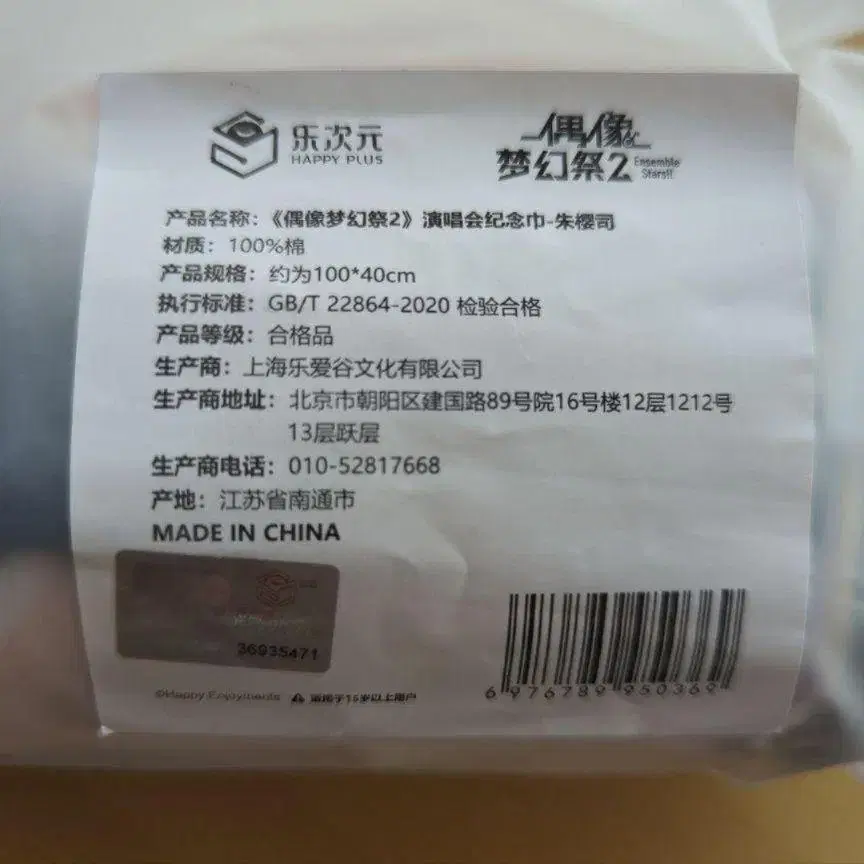 乐次元
HAPPY PLUS
偶像
梦幻祭2
Ensemble
Stars!!
产品名称：《偶像梦幻祭2》演唱会纪念巾-朱樱司
材质：100%棉
产品规格：约为100*40cm
执行标准：GB/T 22864-2020 检验合格
产品等级：合格品
生产商：上海乐爱谷文化有限公司
生产商地址：北京市朝阳区建国路89号院16号楼12层1212号
13层跃层
生产商电话：010-52817668
产地：江苏省南通市
MADE IN CHINA
36935471
©Happy Enjoyments
适用于15岁以上用户
6 976789 950369